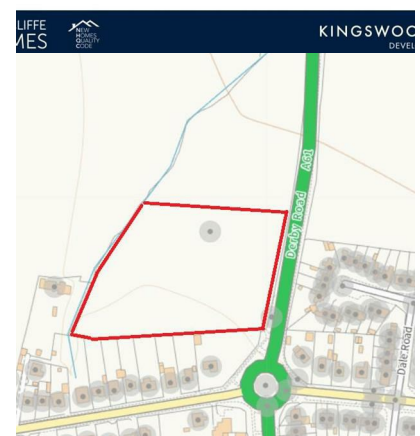 LIFFE
MES
NEW
HOMES
QUALITY
CODE
KINGSWOO
DEVEL
Derby Road A61
Dale Road